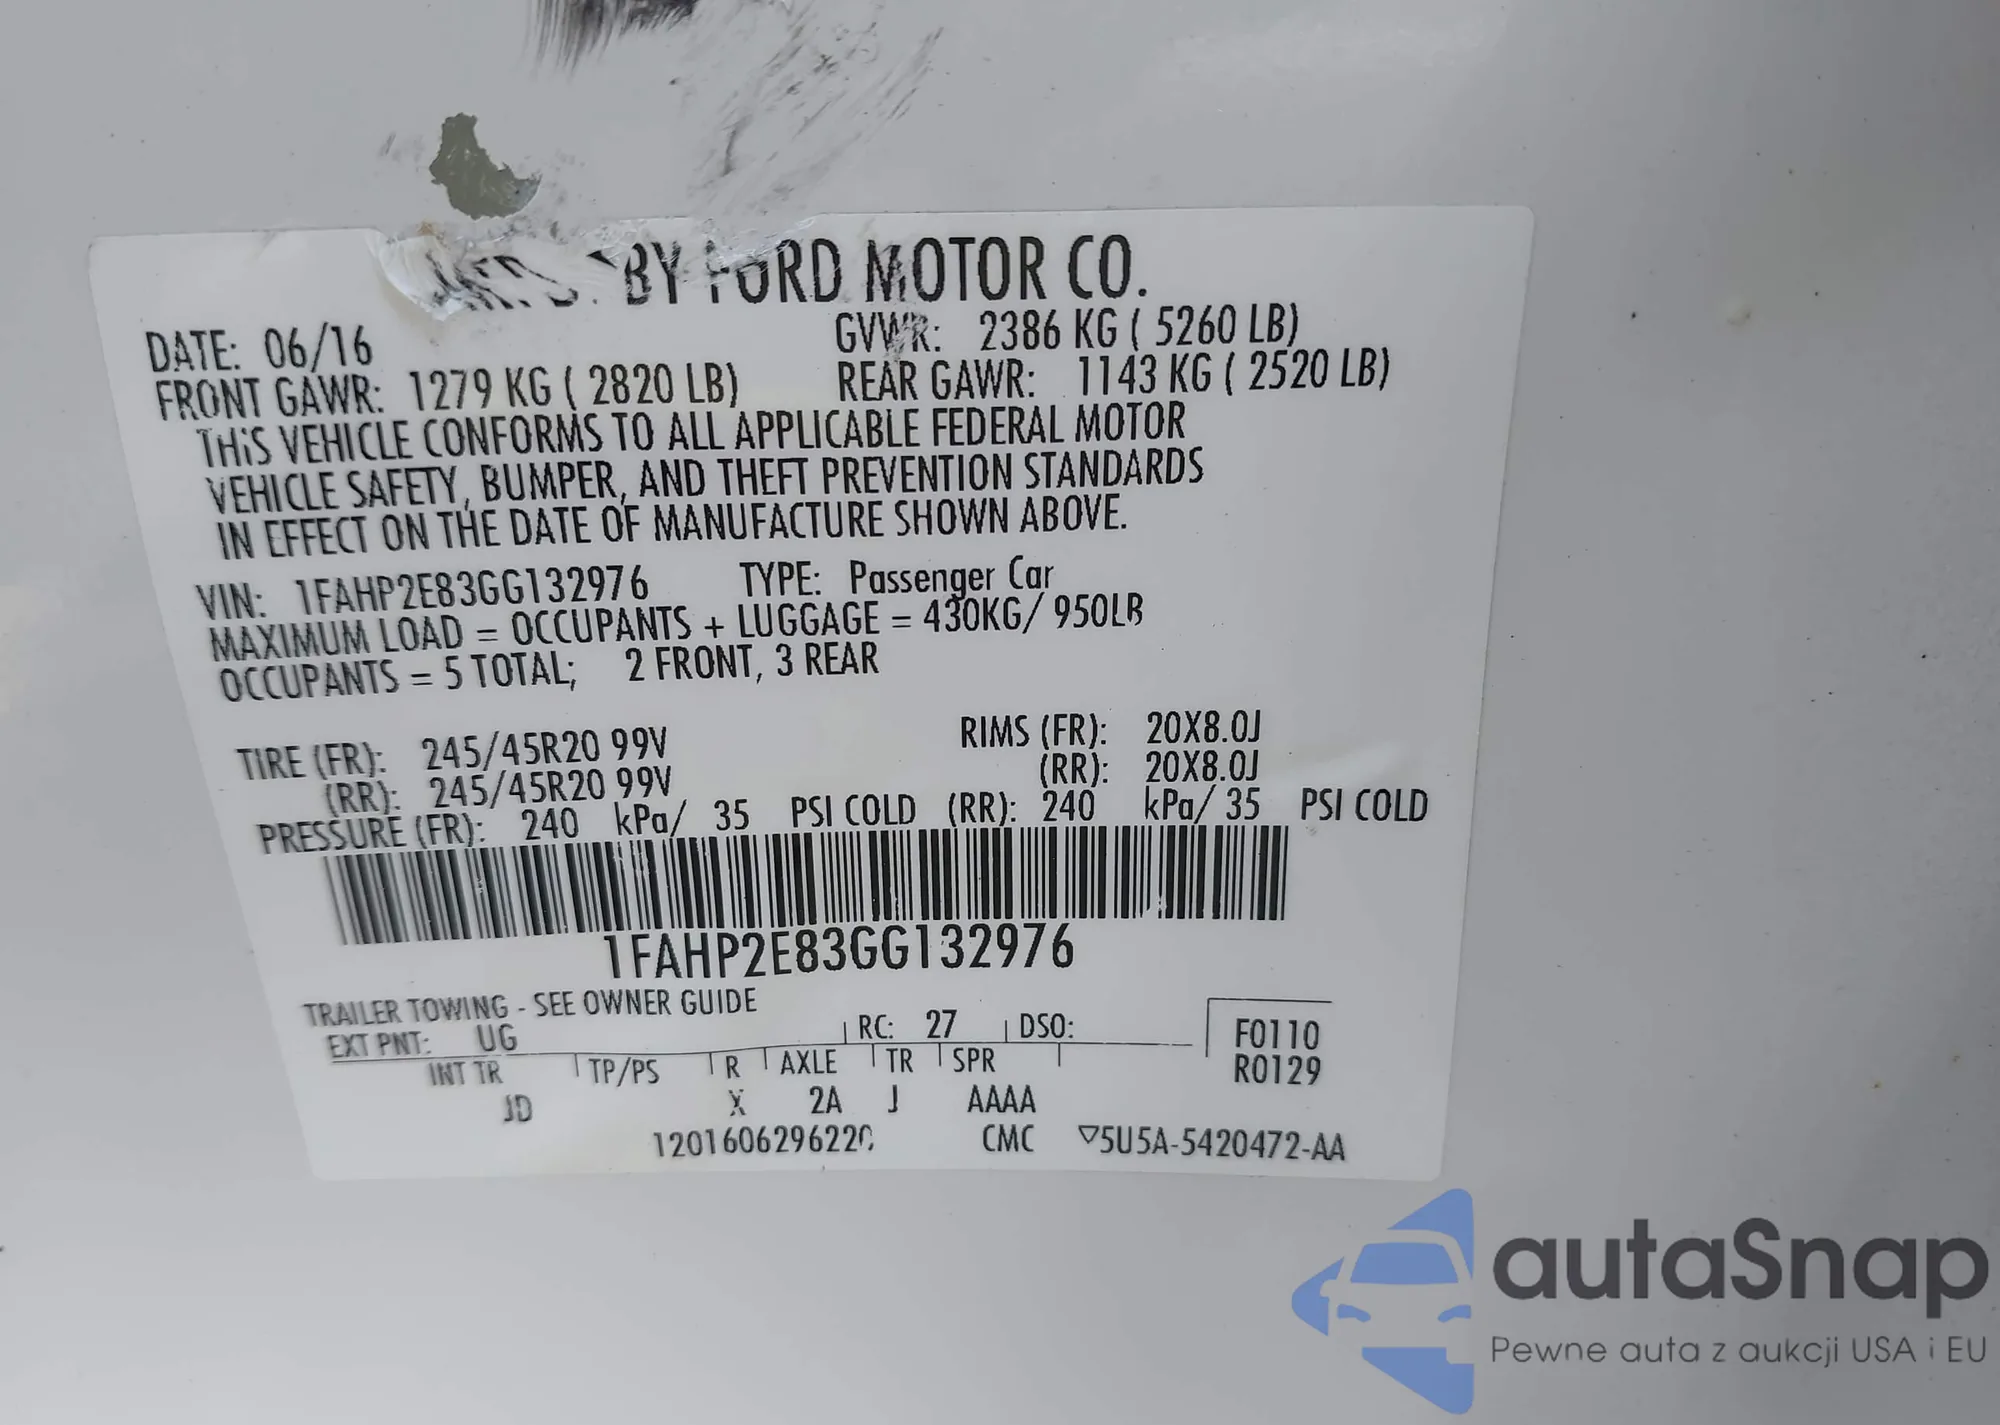 BY FORD MOTOR CO.
DATE: 06/16 GVWR: 2386 KG ( 5260 LB)
FRONT GAWR: 1279 KG ( 2820 LB) REAR GAWR: 1143 KG ( 2520 LB)
THIS VEHICLE CONFORMS TO ALL APPLICABLE FEDERAL MOTOR
VEHICLE SAFETY, BUMPER, AND THEFT PREVENTION STANDARDS
IN EFFECT ON THE DATE OF MANUFACTURE SHOWN ABOVE.
VIN: 1FAHP2E83GG132976 TYPE: Passenger Car
MAXIMUM LOAD = OCCUPANTS + LUGGAGE = 430KG/ 950LB
OCCUPANTS = 5 TOTAL; 2 FRONT, 3 REAR
TIRE (FR): 245/45R20 99V RIMS (FR): 20X8.0J
(RR): 245/45R20 99V (RR): 20X8.0J
PRESSURE (FR): 240 kPa/ 35 PSI COLD (RR): 240 kPa/ 35 PSI COLD
1FAHP2E83GG132976
TRAILER TOWING - SEE OWNER GUIDE
EXT PNT: UG RC: 27 DSO: F0110
INT TR TP/PS R AXLE TR SPR R0129
JD X 2A J AAAA
1201606296220 CMC ▽5U5A-5420472-AA
autaSnap
Pewne auta z aukcji USA i EU